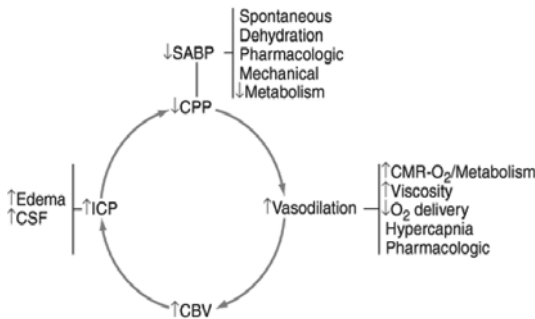 Spontaneous
Dehydration
↓SABP
Pharmacologic
Mechanical
↓Metabolism
↓CPP
↑Edema
↑CSF
↑ICP
↑Vasodilation
↑CMR-O₂/Metabolism
↑Viscosity
↓O₂ delivery
Hypercapnia
Pharmacologic
↑CBV